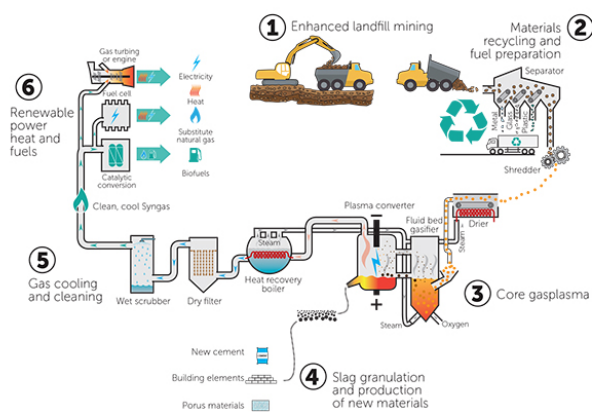 1 Enhanced landfill mining
2 Materials
recycling and
fuel preparation
Separator
Metal
Glass
Plastic
Shredder
Drier
Steam
Fluid bed
gasifier
Plasma converter
3 Core gasplasma
Steam
Oxygen
Steam
Heat recovery
boiler
Dry filter
Wet scrubber
4 Slag granulation
and production
of new materials
New cement
Building elements
Porus materials
5
Gas cooling
and cleaning
Clean, cool Syngas
6
Renewable
power
heat and
fuels
Gas turbing
or engine
Fuel cell
Catalytic
conversion
Electricity
Heat
Substitute
natural gas
Biofuels